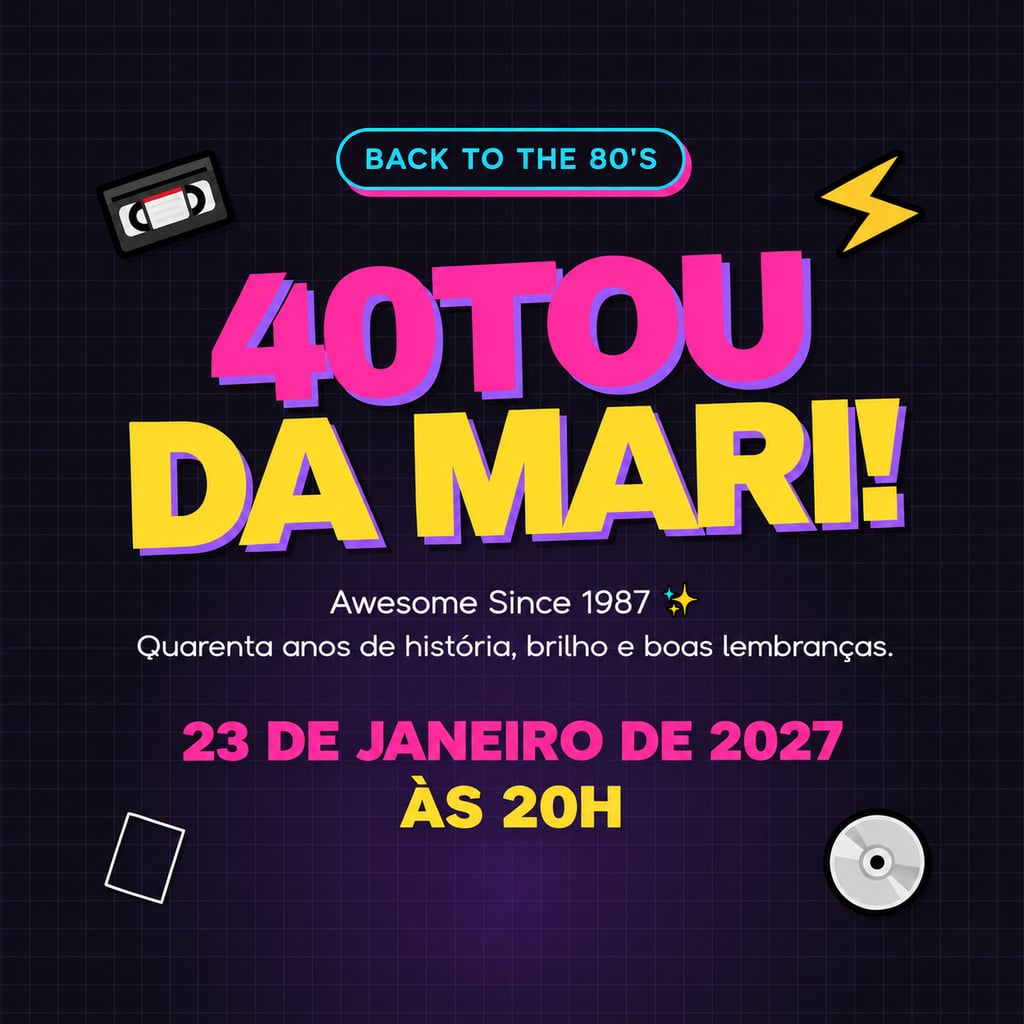 BACK TO THE 80'S
40TOU
DA MARI!
Awesome Since 1987 ✨
Quarenta anos de história, brilho e boas lembranças.
23 DE JANEIRO DE 2027
ÀS 20H